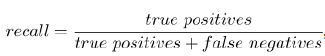 recall = true positives / true positives + false negatives,